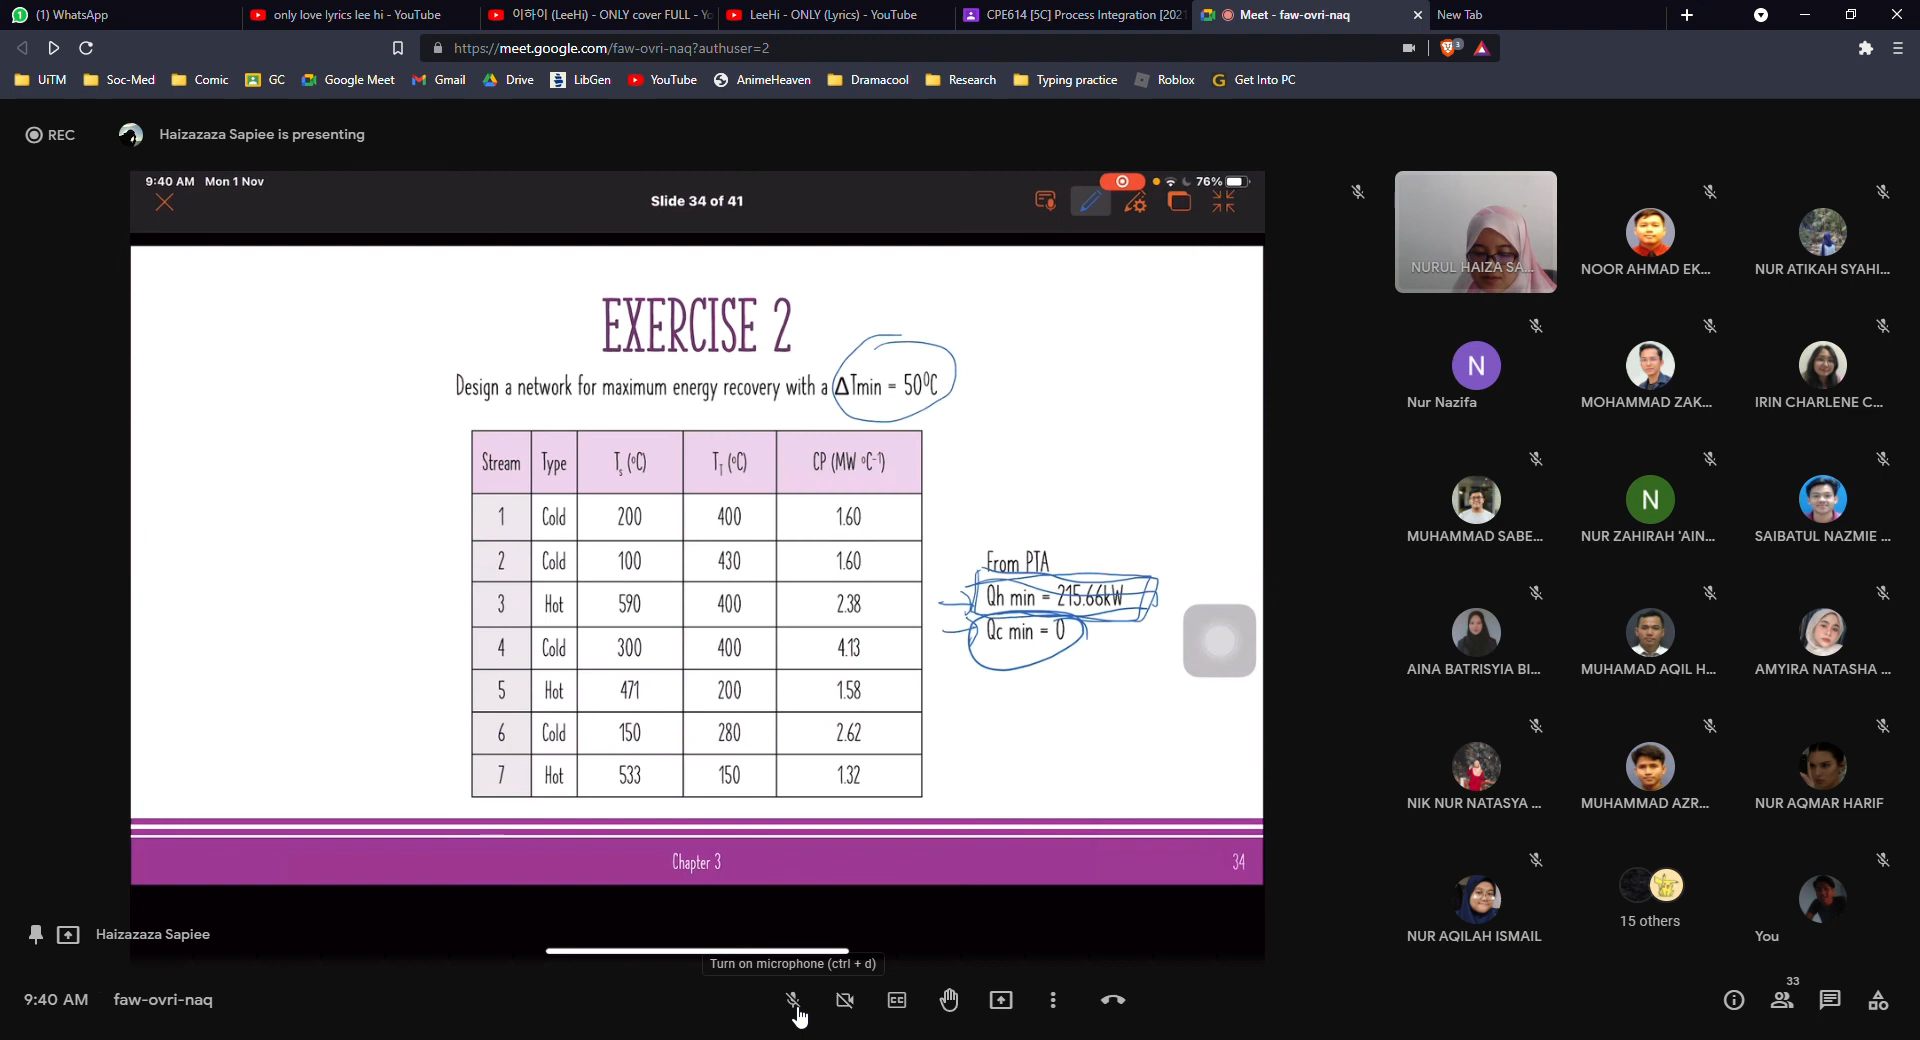 (1) WhatsApp
only love lyrics lee hi - YouTube
이하이 (LeeHi) - ONLY cover FULL - Yo
LeeHi - ONLY (Lyrics) - YouTube
CPE614 [5C] Process Integration [2021
Meet - faw-ovri-naq
New Tab
https://meet.google.com/faw-ovri-naq?authuser=2
3
UiTM
Soc-Med
Comic
GC
Google Meet
Gmail
Drive
LibGen
YouTube
AnimeHeaven
Dramacool
Research
Typing practice
Roblox
Get Into PC
REC
Haizazaza Sapiee is presenting
9:40 AM Mon 1 Nov
76%
Slide 34 of 41
EXERCISE 2
Design a network for maximum energy recovery with a ΔTmin = 50⁰C
Stream Type Tₛ (⁰C) T_T (⁰C) CP (MW ⁰C⁻¹)
1 Cold 200 400 1.60
2 Cold 100 430 1.60
3 Hot 590 400 2.38
4 Cold 300 400 4.13
5 Hot 471 200 1.58
6 Cold 150 280 2.62
7 Hot 533 150 1.32
From PTA
Qh min = 215.66kW
Qc min = 0
Chapter 3
34
NURUL HAIZA SA...
NOOR AHMAD EK...
NUR ATIKAH SYAHI...
N
Nur Nazifa
MOHAMMAD ZAK...
IRIN CHARLENE C...
MUHAMMAD SABE...
N
NUR ZAHIRAH 'AIN...
SAIBATUL NAZMIE ...
AINA BATRISYIA BI...
MUHAMAD AQIL H...
AMYIRA NATASHA ...
NIK NUR NATASYA ...
MUHAMMAD AZR...
NUR AQMAR HARIF
NUR AQILAH ISMAIL
15 others
You
Haizazaza Sapiee
Turn on microphone (ctrl + d)
9:40 AM
faw-ovri-naq
33